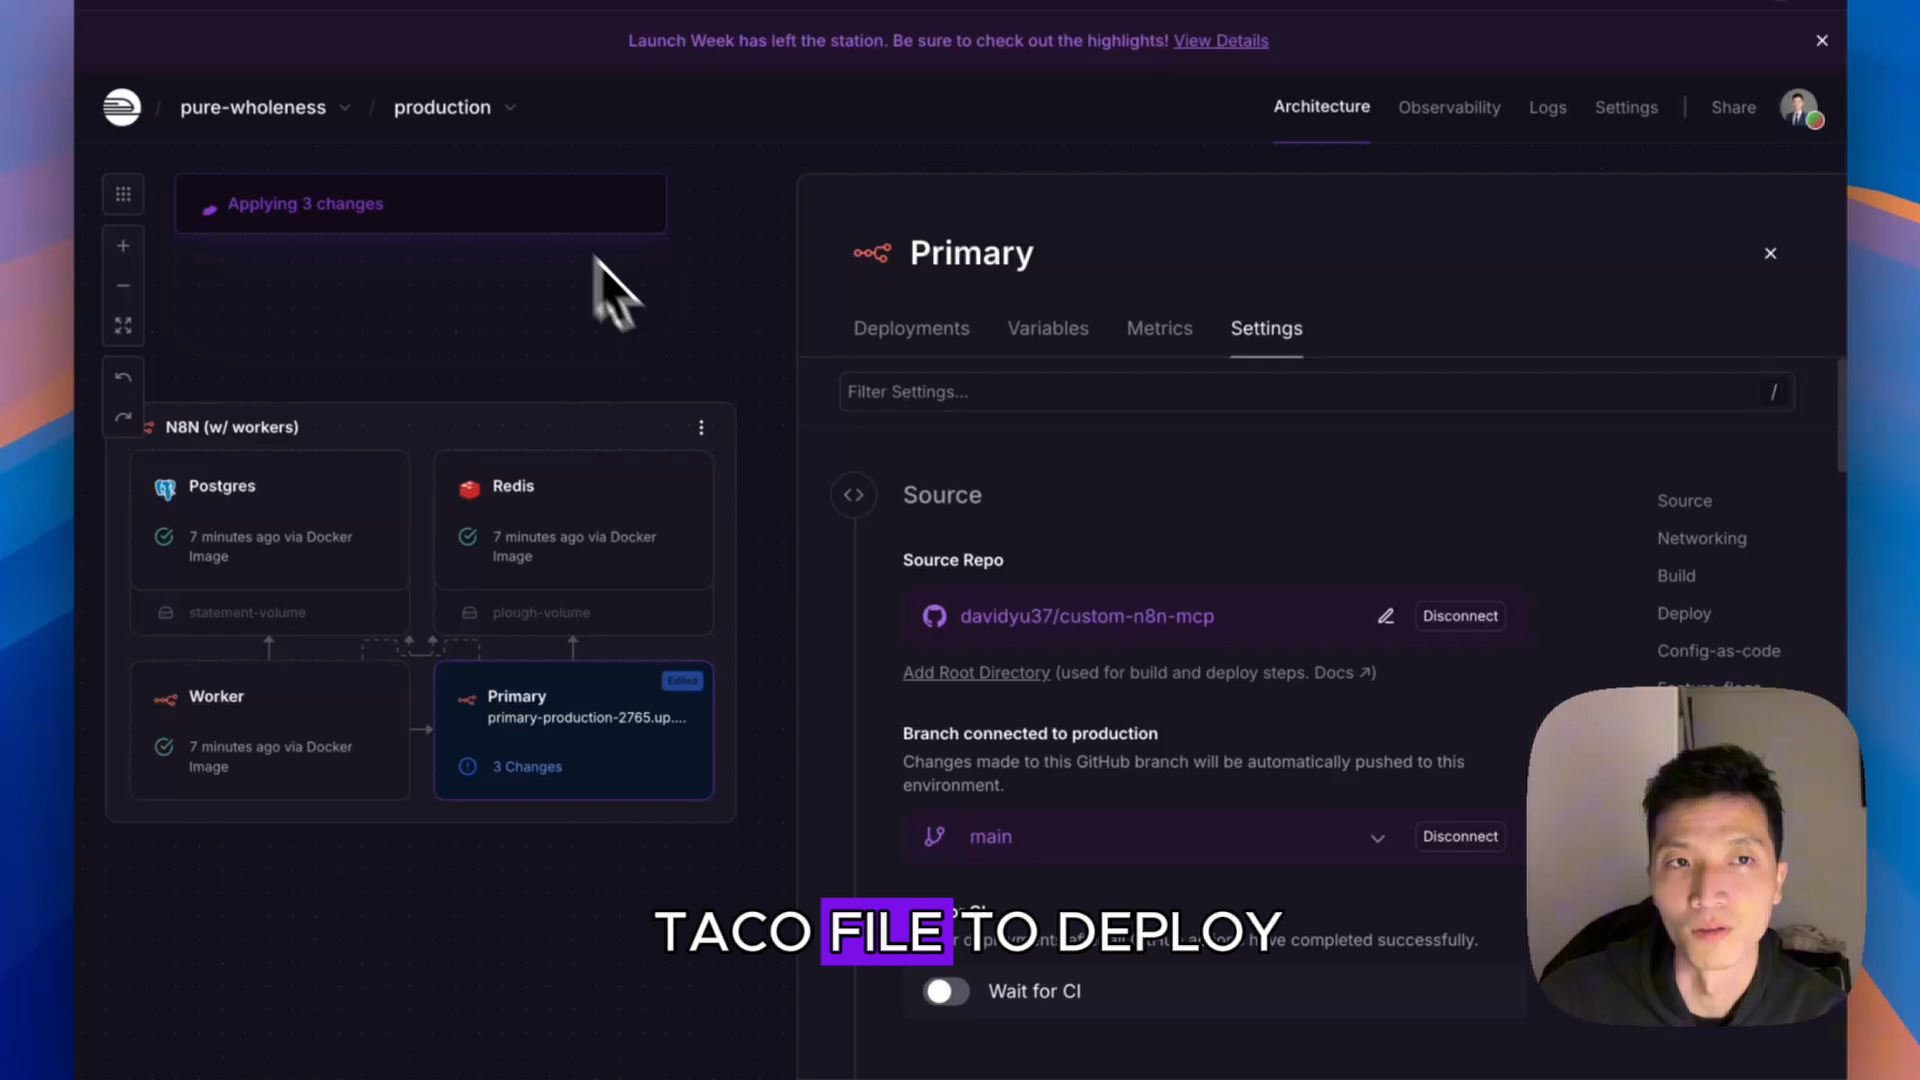 Launch Week has left the station. Be sure to check out the highlights! View Details
pure-wholeness / production
Architecture Observability Logs Settings Share
Applying 3 changes
Primary
Deployments Variables Metrics Settings
Filter Settings... /
N8N (w/ workers)
Postgres
7 minutes ago via Docker
Image
statement-volume
Redis
7 minutes ago via Docker
Image
plough-volume
Worker
7 minutes ago via Docker
Image
Edited
Primary
primary-production-2765.up....
3 Changes
Source
Source Repo
davidyu37/custom-n8n-mcp Disconnect
Add Root Directory (used for build and deploy steps. Docs ↗)
Branch connected to production
Changes made to this GitHub branch will be automatically pushed to this
environment.
main Disconnect
have completed successfully.
Wait for CI
Source
Networking
Build
Deploy
Config-as-code
TACO FILE TO DEPLOY